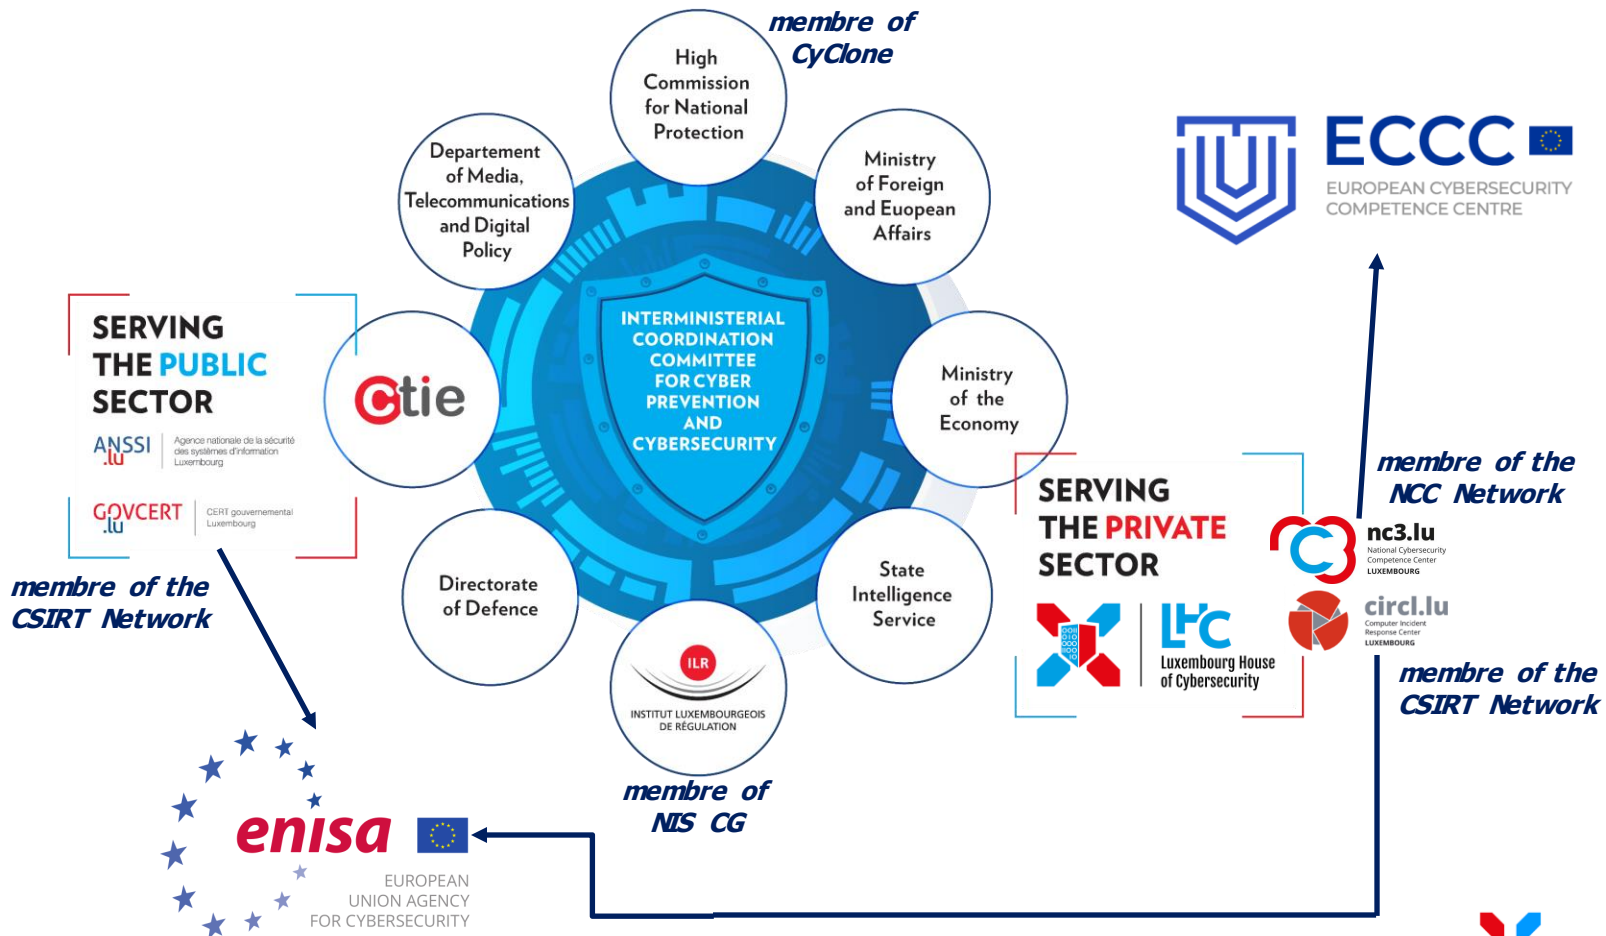 membre of
CyClone
High
Commission
for National
Protection
Departement
of Media,
Telecommunications
and Digital
Policy
Ministry
of Foreign
and Euopean
Affairs
ECCC
EUROPEAN CYBERSECURITY
COMPETENCE CENTRE
INTERMINISTERIAL
COORDINATION
COMMITTEE
FOR CYBER
PREVENTION
AND
CYBERSECURITY
SERVING
THE PUBLIC
SECTOR
ANSSI
.lu
Agence nationale de la sécurité
des systèmes d'information
Luxembourg
GOVCERT
.lu
CERT gouvernemental
Luxembourg
ctie
Ministry
of the
Economy
membre of the
NCC Network
SERVING
THE PRIVATE
SECTOR
nc3.lu
National Cybersecurity
Competence Center
LUXEMBOURG
circl.lu
Computer Incident
Response Center
LUXEMBOURG
LHC
Luxembourg House
of Cybersecurity
membre of the
CSIRT Network
Directorate
of Defence
State
Intelligence
Service
ILR
INSTITUT LUXEMBOURGEOIS
DE RÉGULATION
membre of the
CSIRT Network
membre of
NIS CG
enisa
EUROPEAN
UNION AGENCY
FOR CYBERSECURITY